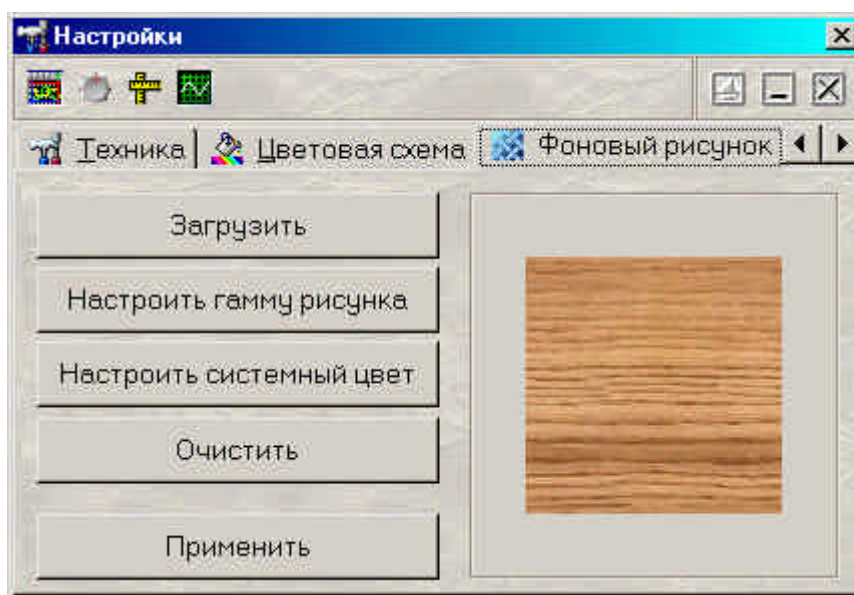 Настройки
Техника Цветовая схема Фоновый рисунок
Загрузить
Настроить гамму рисунка
Настроить системный цвет
Очистить
Применить